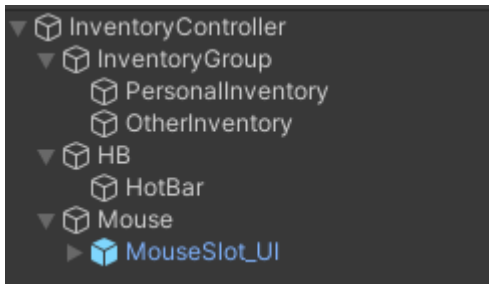 InventoryController
InventoryGroup
PersonalInventory
OtherInventory
HB
HotBar
Mouse
MouseSlot_UI